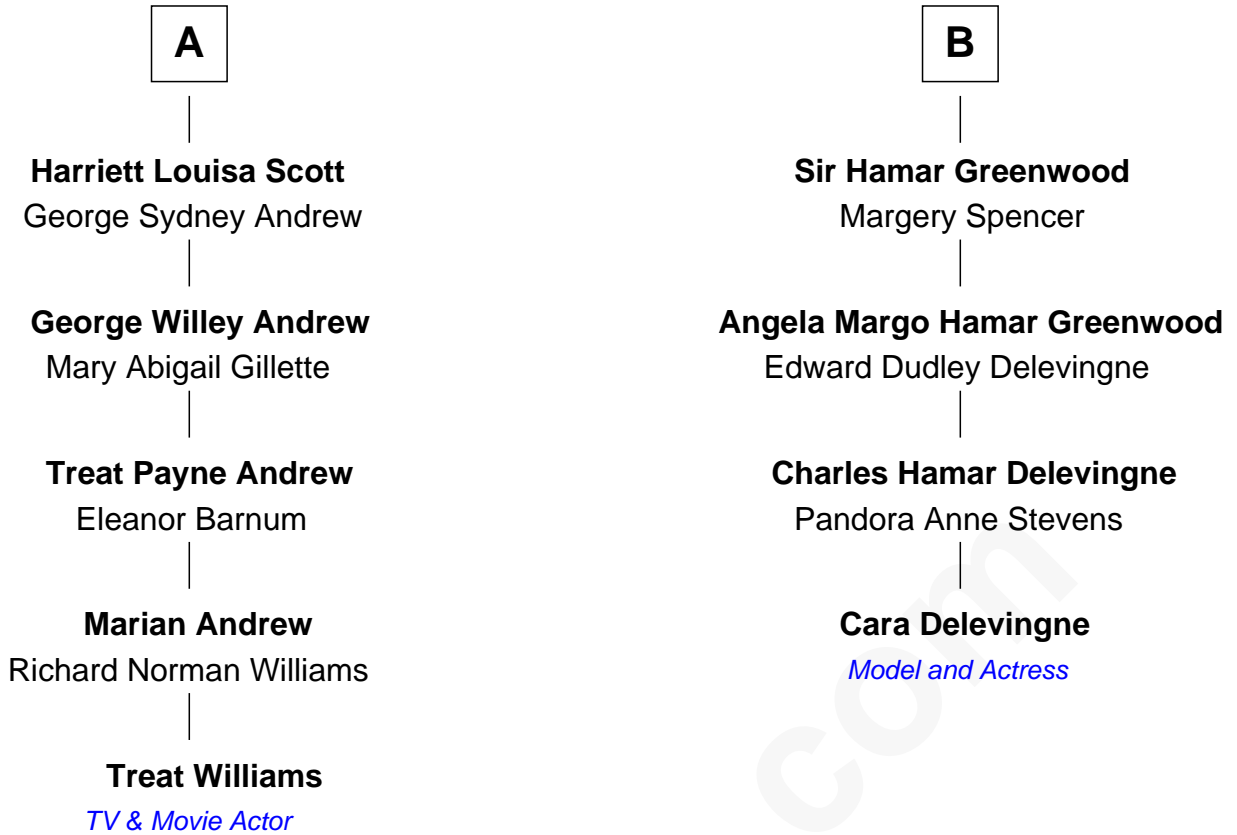 A
Harriett Louisa Scott
George Sydney Andrew
George Willey Andrew
Mary Abigail Gillette
Treat Payne Andrew
Eleanor Barnum
Marian Andrew
Richard Norman Williams
Treat Williams
TV & Movie Actor
B
Sir Hamar Greenwood
Margery Spencer
Angela Margo Hamar Greenwood
Edward Dudley Delevingne
Charles Hamar Delevingne
Pandora Anne Stevens
Cara Delevingne
Model and Actress
com